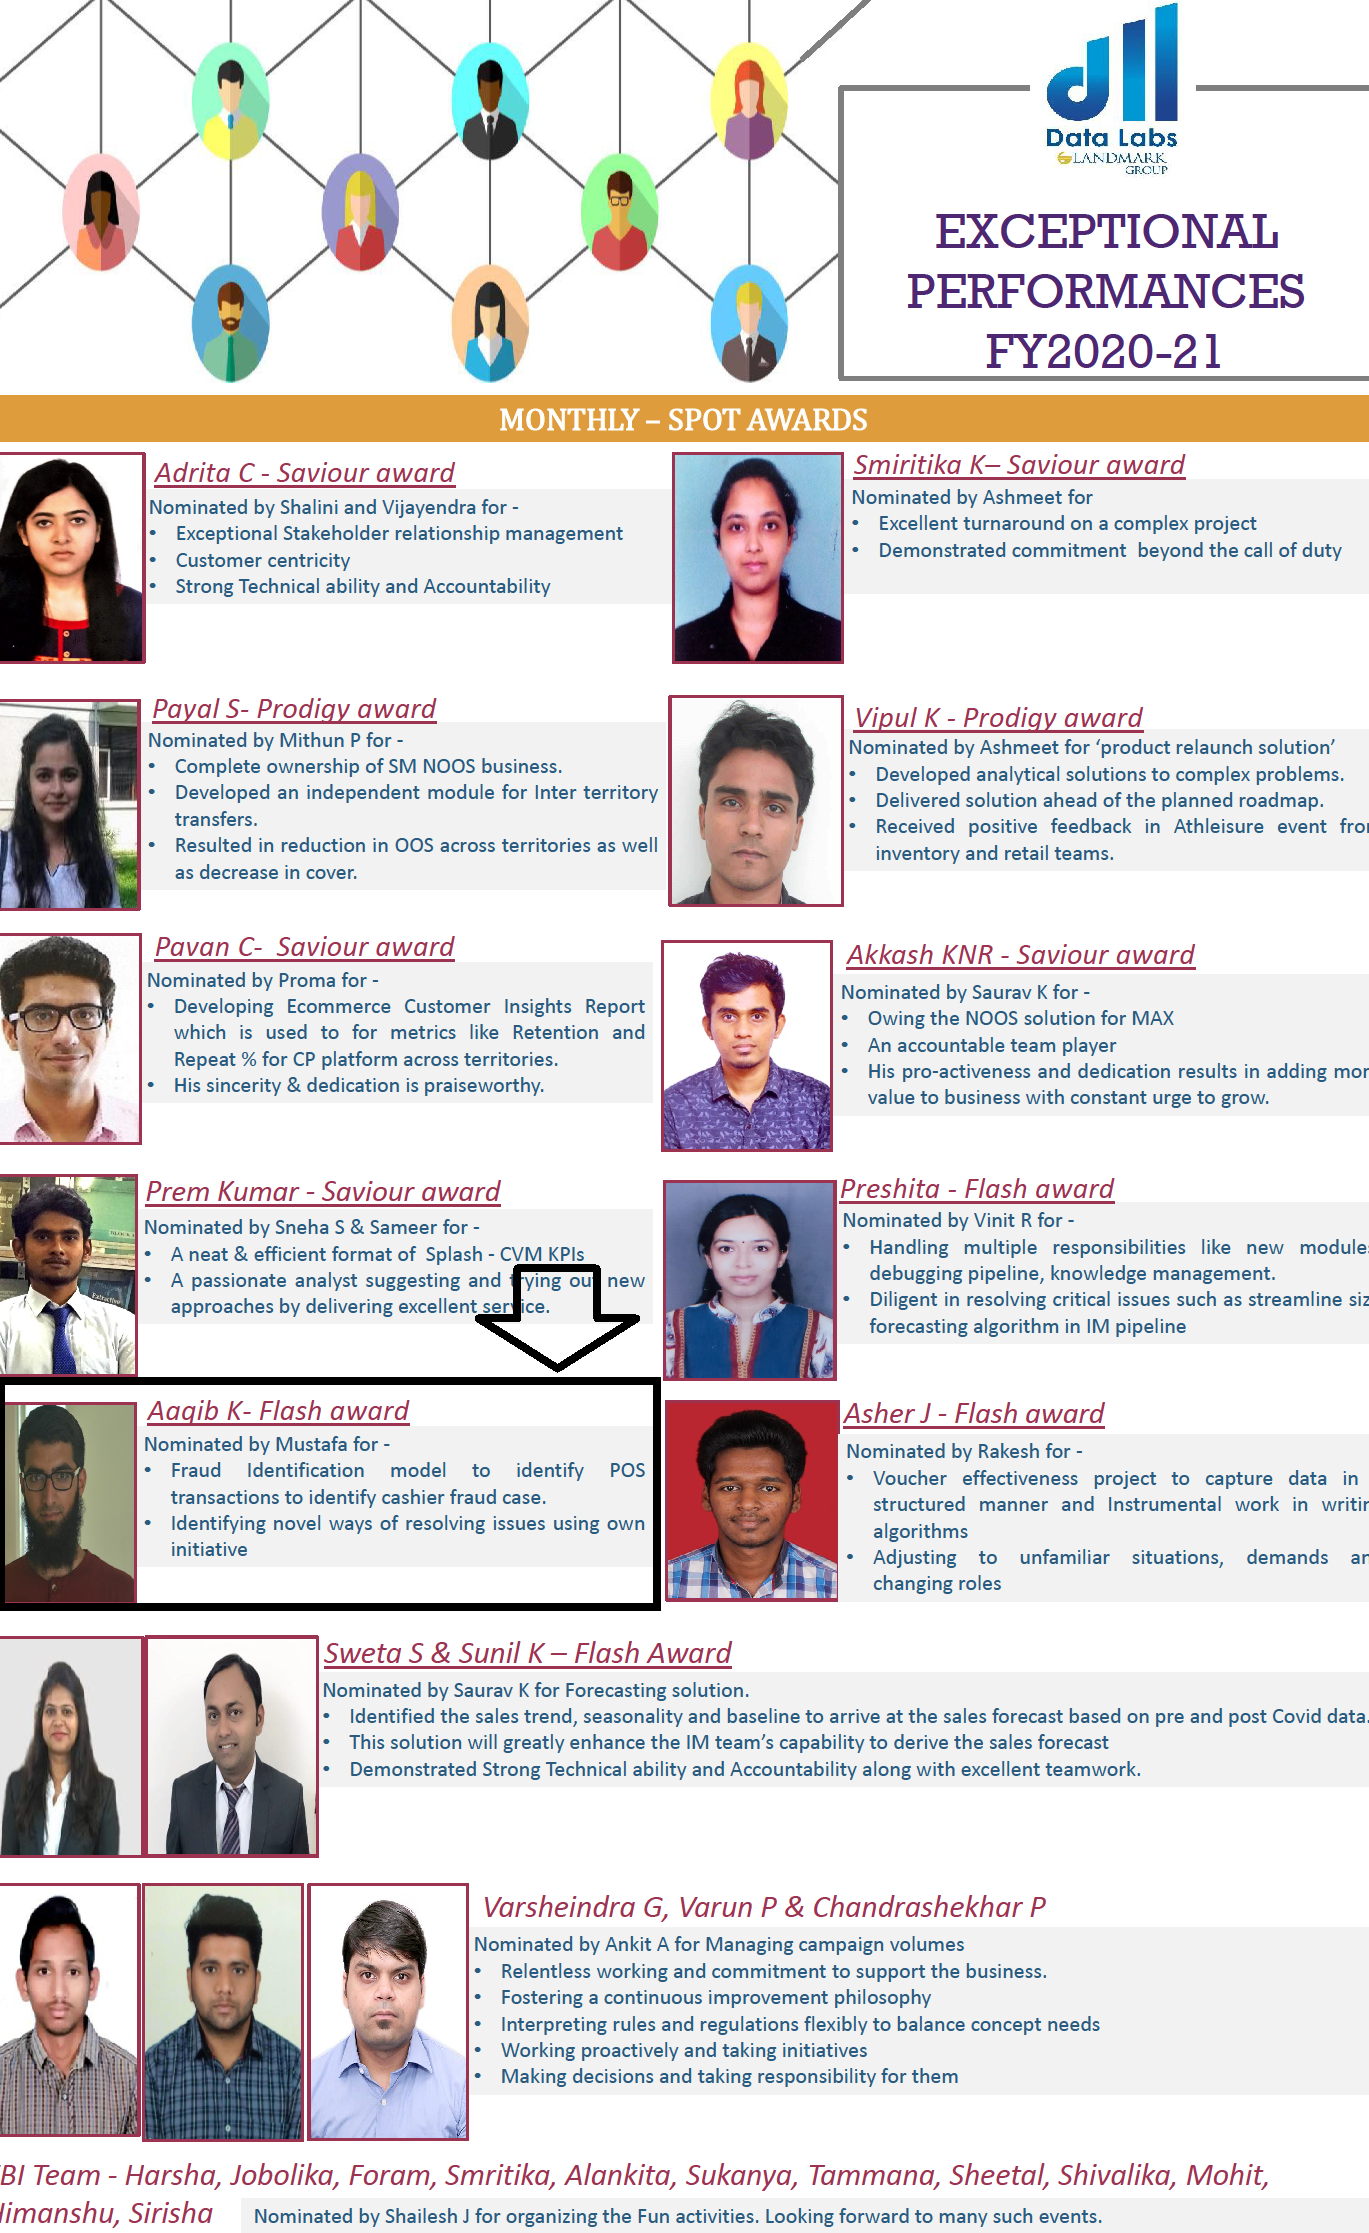 Data Labs
LANDMARK
GROUP
EXCEPTIONAL
PERFORMANCES
FY2020-21
MONTHLY – SPOT AWARDS
Adrita C - Saviour award
Nominated by Shalini and Vijayendra for -
• Exceptional Stakeholder relationship management
• Customer centricity
• Strong Technical ability and Accountability
Smiritika K– Saviour award
Nominated by Ashmeet for
• Excellent turnaround on a complex project
• Demonstrated commitment beyond the call of duty
Payal S- Prodigy award
Nominated by Mithun P for -
• Complete ownership of SM NOOS business.
• Developed an independent module for Inter territory
transfers.
• Resulted in reduction in OOS across territories as well
as decrease in cover.
Vipul K - Prodigy award
Nominated by Ashmeet for ‘product relaunch solution’
• Developed analytical solutions to complex problems.
• Delivered solution ahead of the planned roadmap.
• Received positive feedback in Athleisure event fro
inventory and retail teams.
Pavan C- Saviour award
Nominated by Proma for -
• Developing Ecommerce Customer Insights Report
which is used to for metrics like Retention and
Repeat % for CP platform across territories.
• His sincerity & dedication is praiseworthy.
Akkash KNR - Saviour award
Nominated by Saurav K for -
• Owing the NOOS solution for MAX
• An accountable team player
• His pro-activeness and dedication results in adding mor
value to business with constant urge to grow.
Prem Kumar - Saviour award
Nominated by Sneha S & Sameer for -
• A neat & efficient format of Splash - CVM KPIs
• A passionate analyst suggesting and trying out new
approaches by delivering excellent service.
Preshita - Flash award
Nominated by Vinit R for -
• Handling multiple responsibilities like new modules
debugging pipeline, knowledge management.
• Diligent in resolving critical issues such as streamline siz
forecasting algorithm in IM pipeline
Aaqib K- Flash award
Nominated by Mustafa for -
• Fraud Identification model to identify POS
transactions to identify cashier fraud case.
• Identifying novel ways of resolving issues using own
initiative
Asher J - Flash award
Nominated by Rakesh for -
• Voucher effectiveness project to capture data in
structured manner and Instrumental work in writin
algorithms
• Adjusting to unfamiliar situations, demands an
changing roles
Sweta S & Sunil K – Flash Award
Nominated by Saurav K for Forecasting solution.
• Identified the sales trend, seasonality and baseline to arrive at the sales forecast based on pre and post Covid data.
• This solution will greatly enhance the IM team’s capability to derive the sales forecast
• Demonstrated Strong Technical ability and Accountability along with excellent teamwork.
Varsheindra G, Varun P & Chandrashekhar P
Nominated by Ankit A for Managing campaign volumes
• Relentless working and commitment to support the business.
• Fostering a continuous improvement philosophy
• Interpreting rules and regulations flexibly to balance concept needs
• Working proactively and taking initiatives
• Making decisions and taking responsibility for them
BI Team - Harsha, Jobolika, Foram, Smritika, Alankita, Sukanya, Tammana, Sheetal, Shivalika, Mohit,
Himanshu, Sirisha
Nominated by Shailesh J for organizing the Fun activities. Looking forward to many such events.